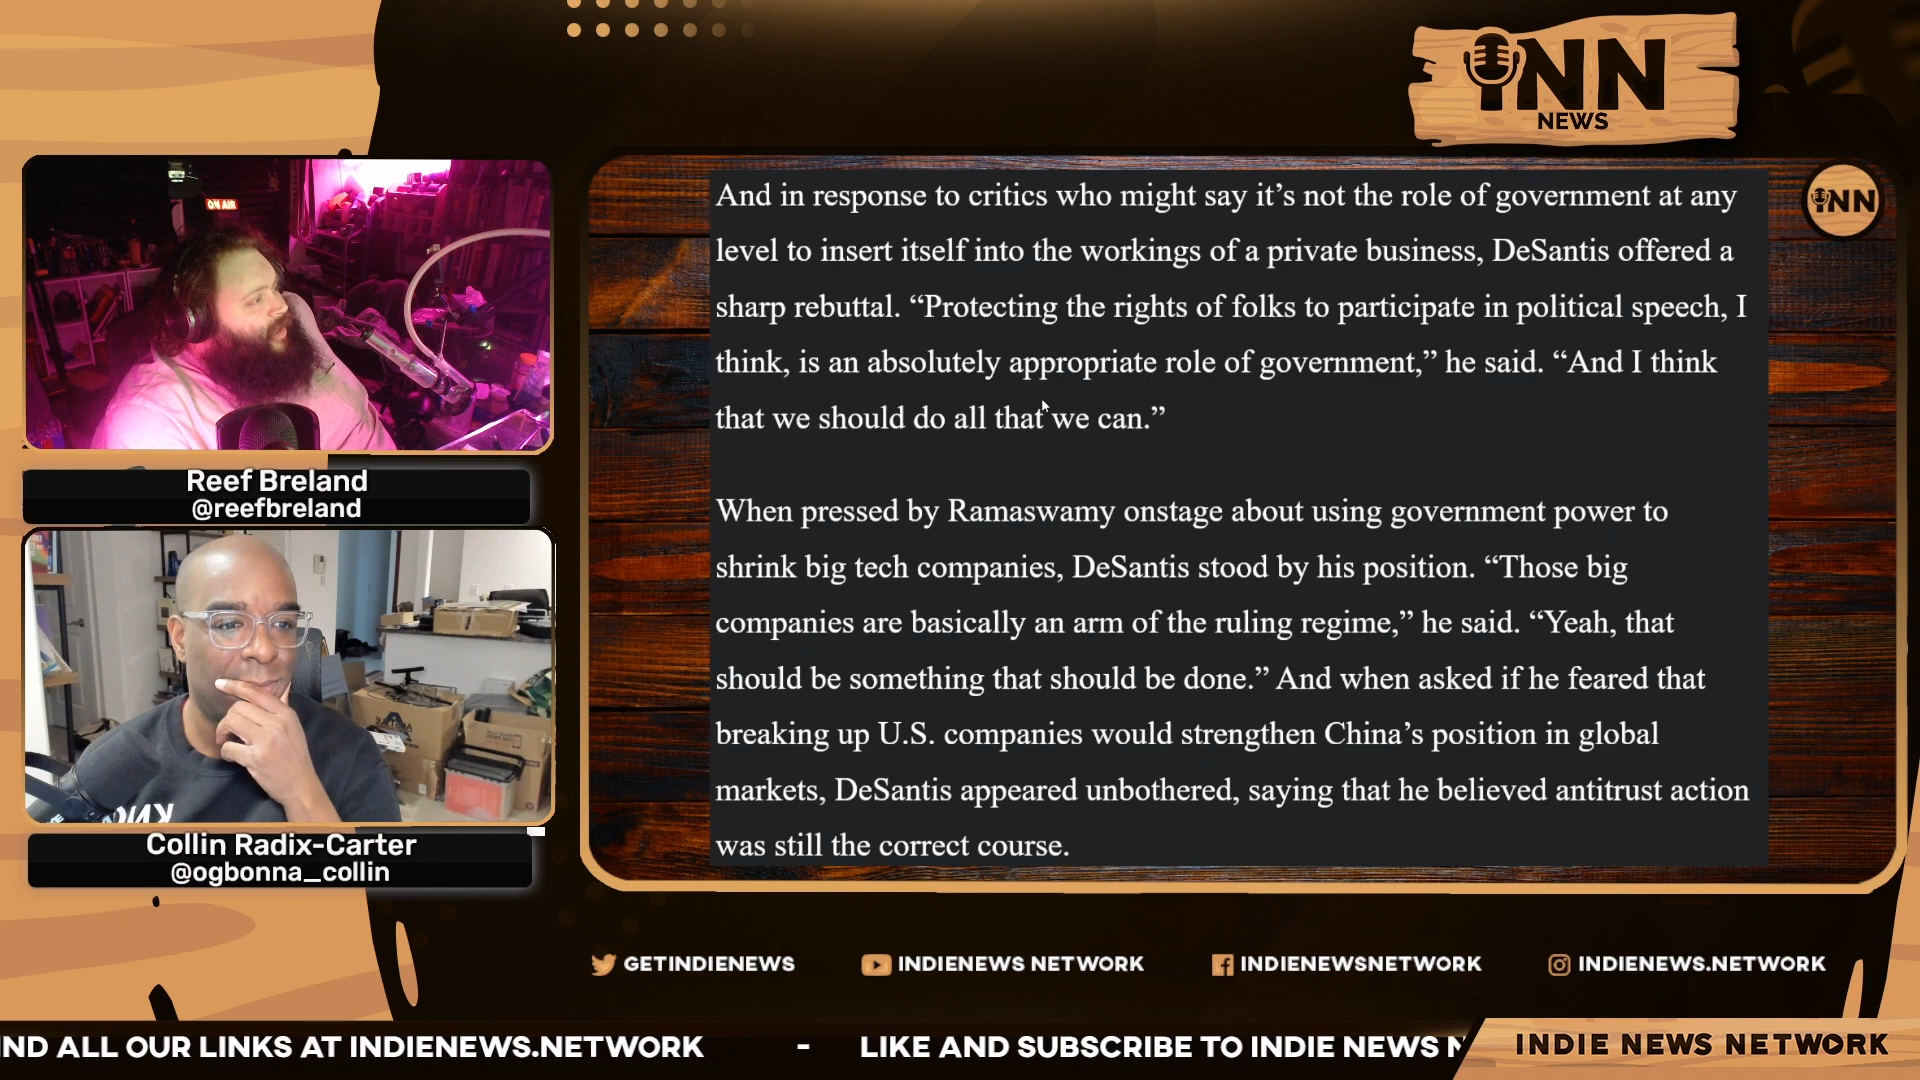 iNN
NEWS
ON AIR
iNN
And in response to critics who might say it’s not the role of government at any
level to insert itself into the workings of a private business, DeSantis offered a
sharp rebuttal. “Protecting the rights of folks to participate in political speech, I
think, is an absolutely appropriate role of government,” he said. “And I think
that we should do all that we can.”
When pressed by Ramaswamy onstage about using government power to
shrink big tech companies, DeSantis stood by his position. “Those big
companies are basically an arm of the ruling regime,” he said. “Yeah, that
should be something that should be done.” And when asked if he feared that
breaking up U.S. companies would strengthen China’s position in global
markets, DeSantis appeared unbothered, saying that he believed antitrust action
was still the correct course.
Reef Breland
@reefbreland
Collin Radix-Carter
@ogbonna_collin
GETINDIENEWS
INDIENEWS NETWORK
INDIENEWSNETWORK
INDIENEWS.NETWORK
ND ALL OUR LINKS AT INDIENEWS.NETWORK - LIKE AND SUBSCRIBE TO INDIE NEWS N
INDIE NEWS NETWORK